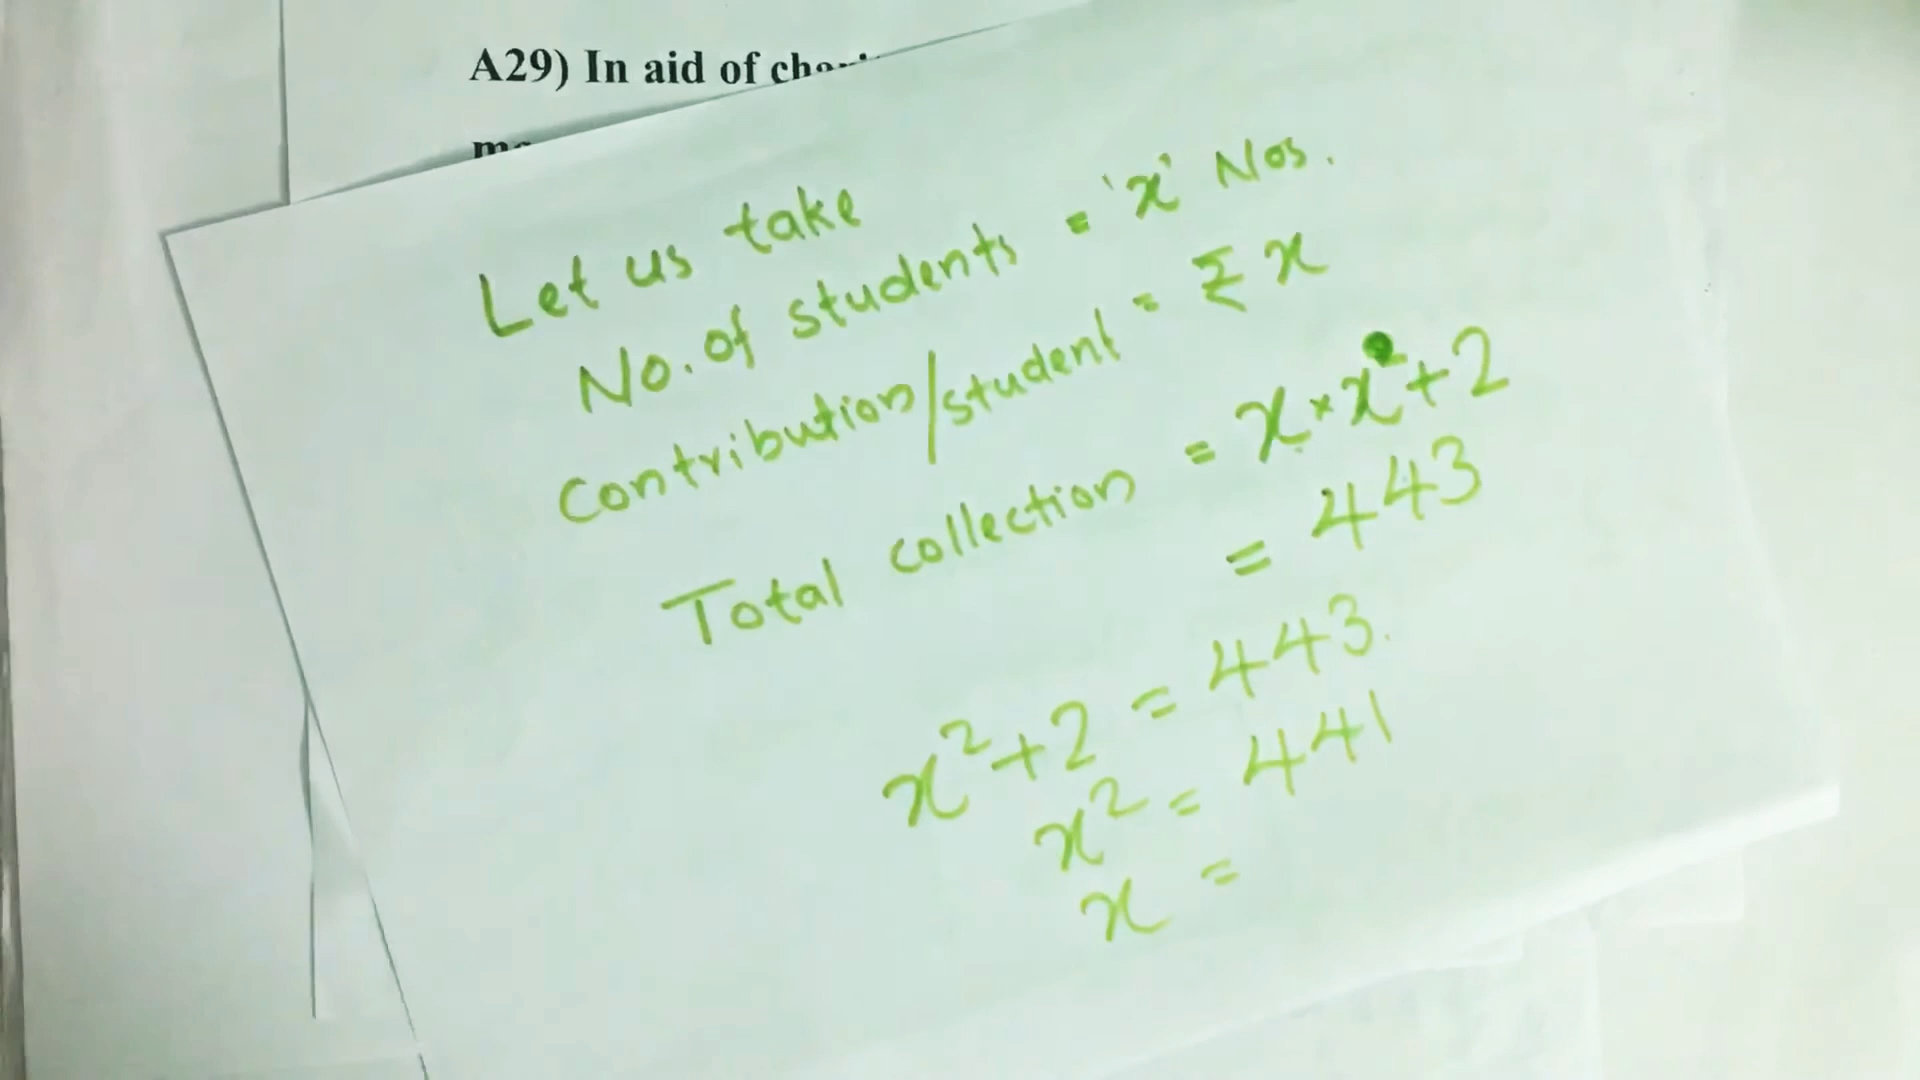 A29) In aid of
Let us take
No. of students = 'x' Nos.
Contribution/student = ₹ x
Total collection = x × x + 2
= 443
x² + 2 = 443.
x² = 441
x =